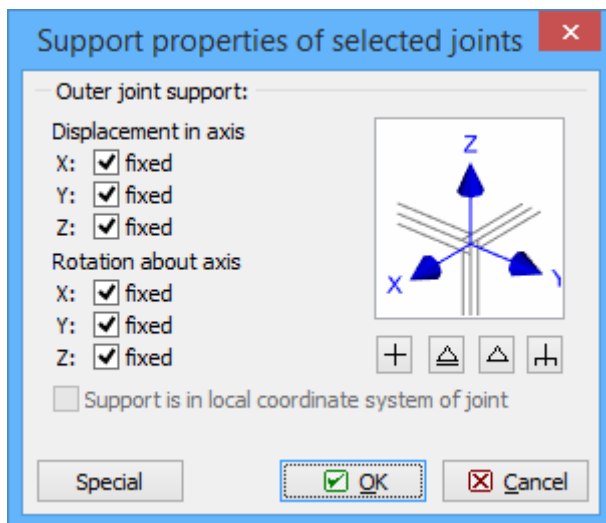 Support properties of selected joints
Outer joint support:
Displacement in axis
X: fixed
Y: fixed
Z: fixed
Rotation about axis
X: fixed
Y: fixed
Z: fixed
Z
X
Y
Support is in local coordinate system of joint
Special
OK
Cancel